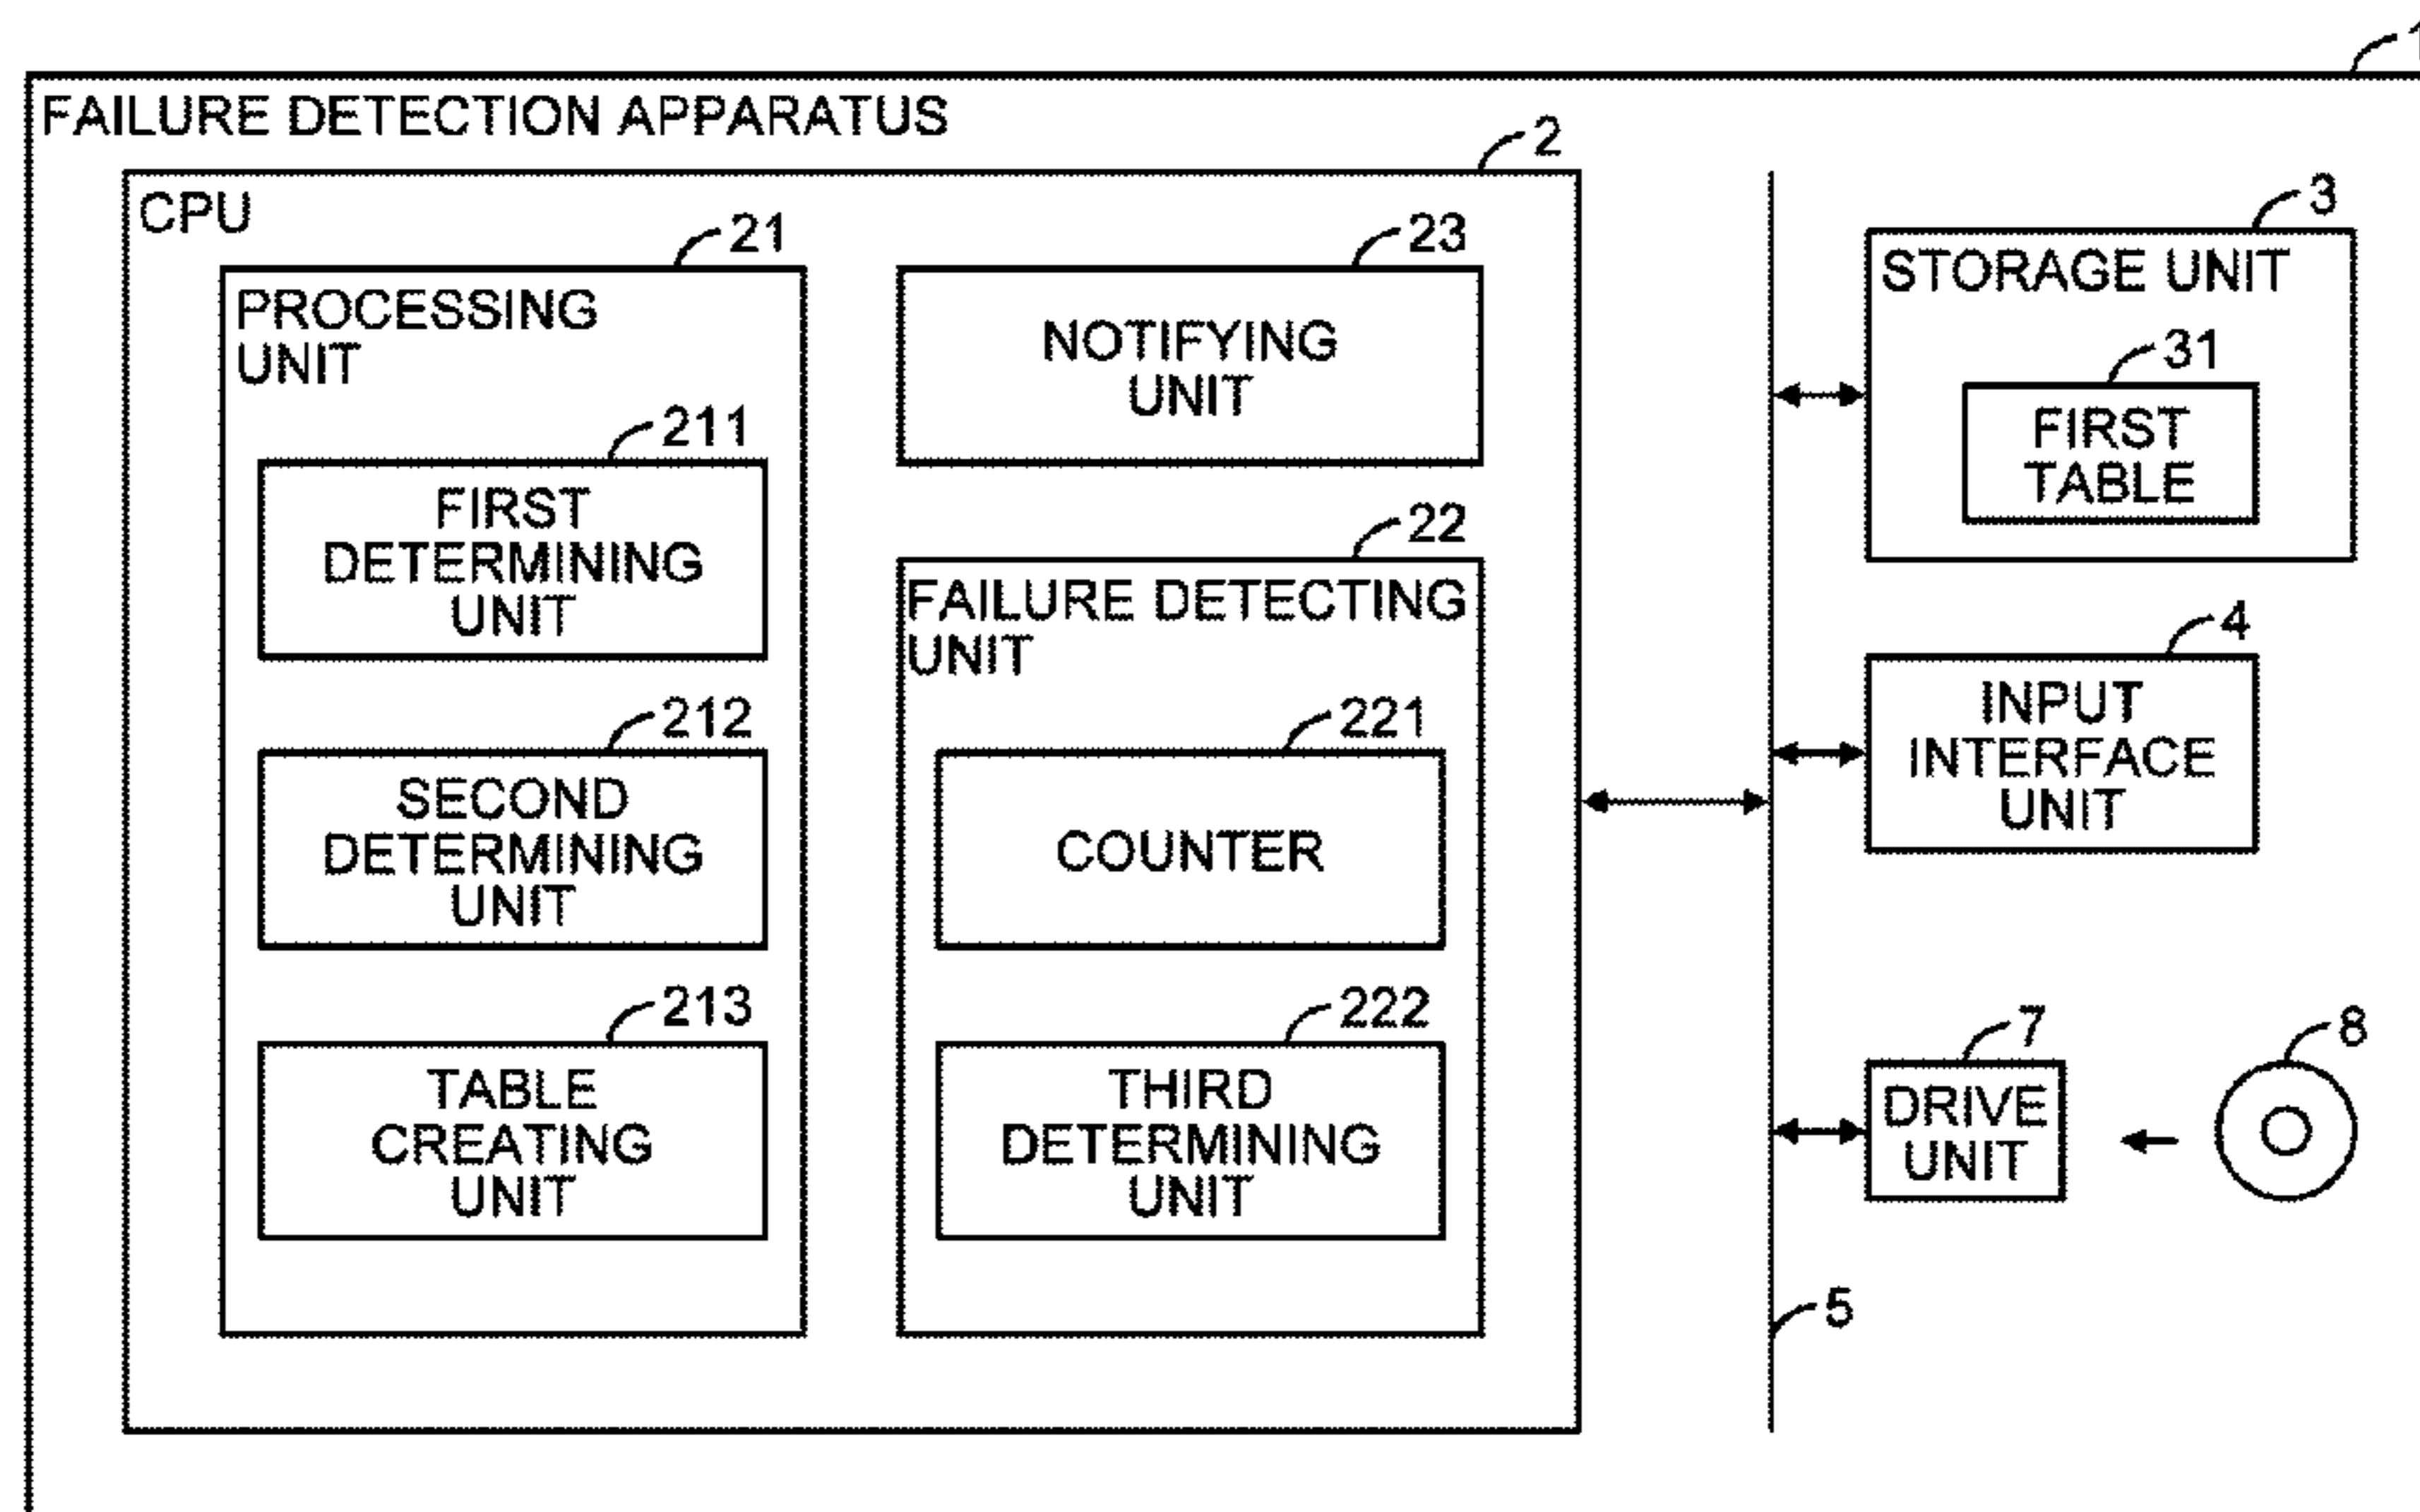 1
FAILURE DETECTION APPARATUS
2
CPU
21
PROCESSING
UNIT
211
FIRST
DETERMINING
UNIT
212
SECOND
DETERMINING
UNIT
213
TABLE
CREATING
UNIT
23
NOTIFYING
UNIT
22
FAILURE DETECTING
UNIT
221
COUNTER
222
THIRD
DETERMINING
UNIT
3
STORAGE UNIT
31
FIRST
TABLE
4
INPUT
INTERFACE
UNIT
7
DRIVE
UNIT
8
5